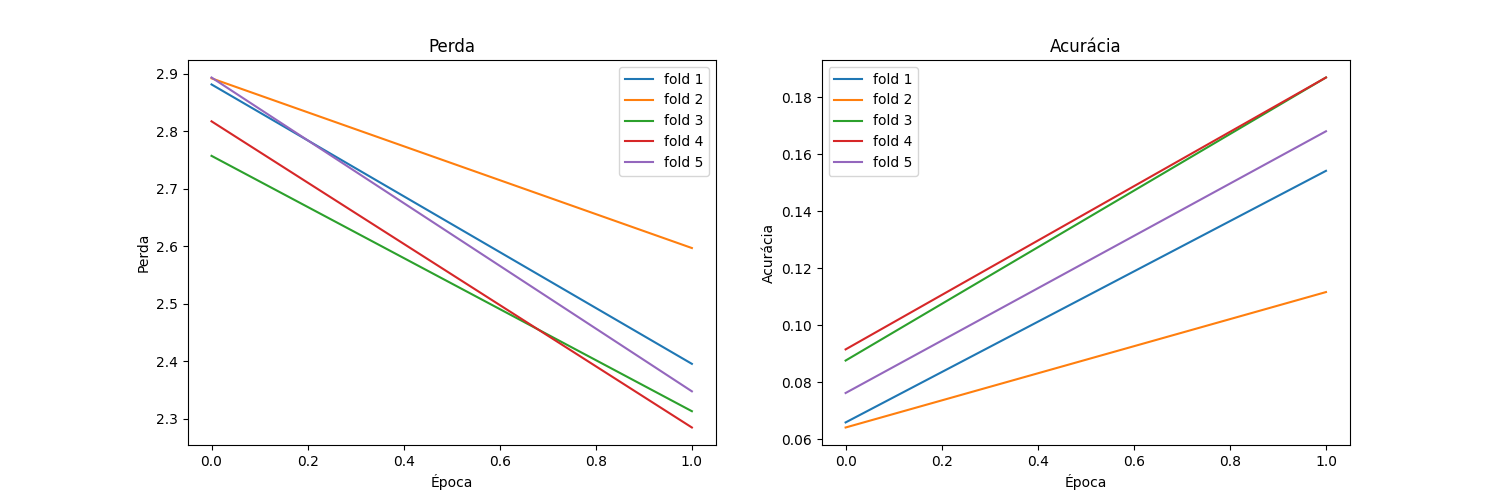 Perda
2.9
2.8
2.7
2.6
2.5
2.4
2.3
Perda
0.0 0.2 0.4 0.6 0.8 1.0
Época
fold 1
fold 2
fold 3
fold 4
fold 5
Acurácia
0.18
0.16
0.14
0.12
0.10
0.08
0.06
Acurácia
0.0 0.2 0.4 0.6 0.8 1.0
Época
fold 1
fold 2
fold 3
fold 4
fold 5